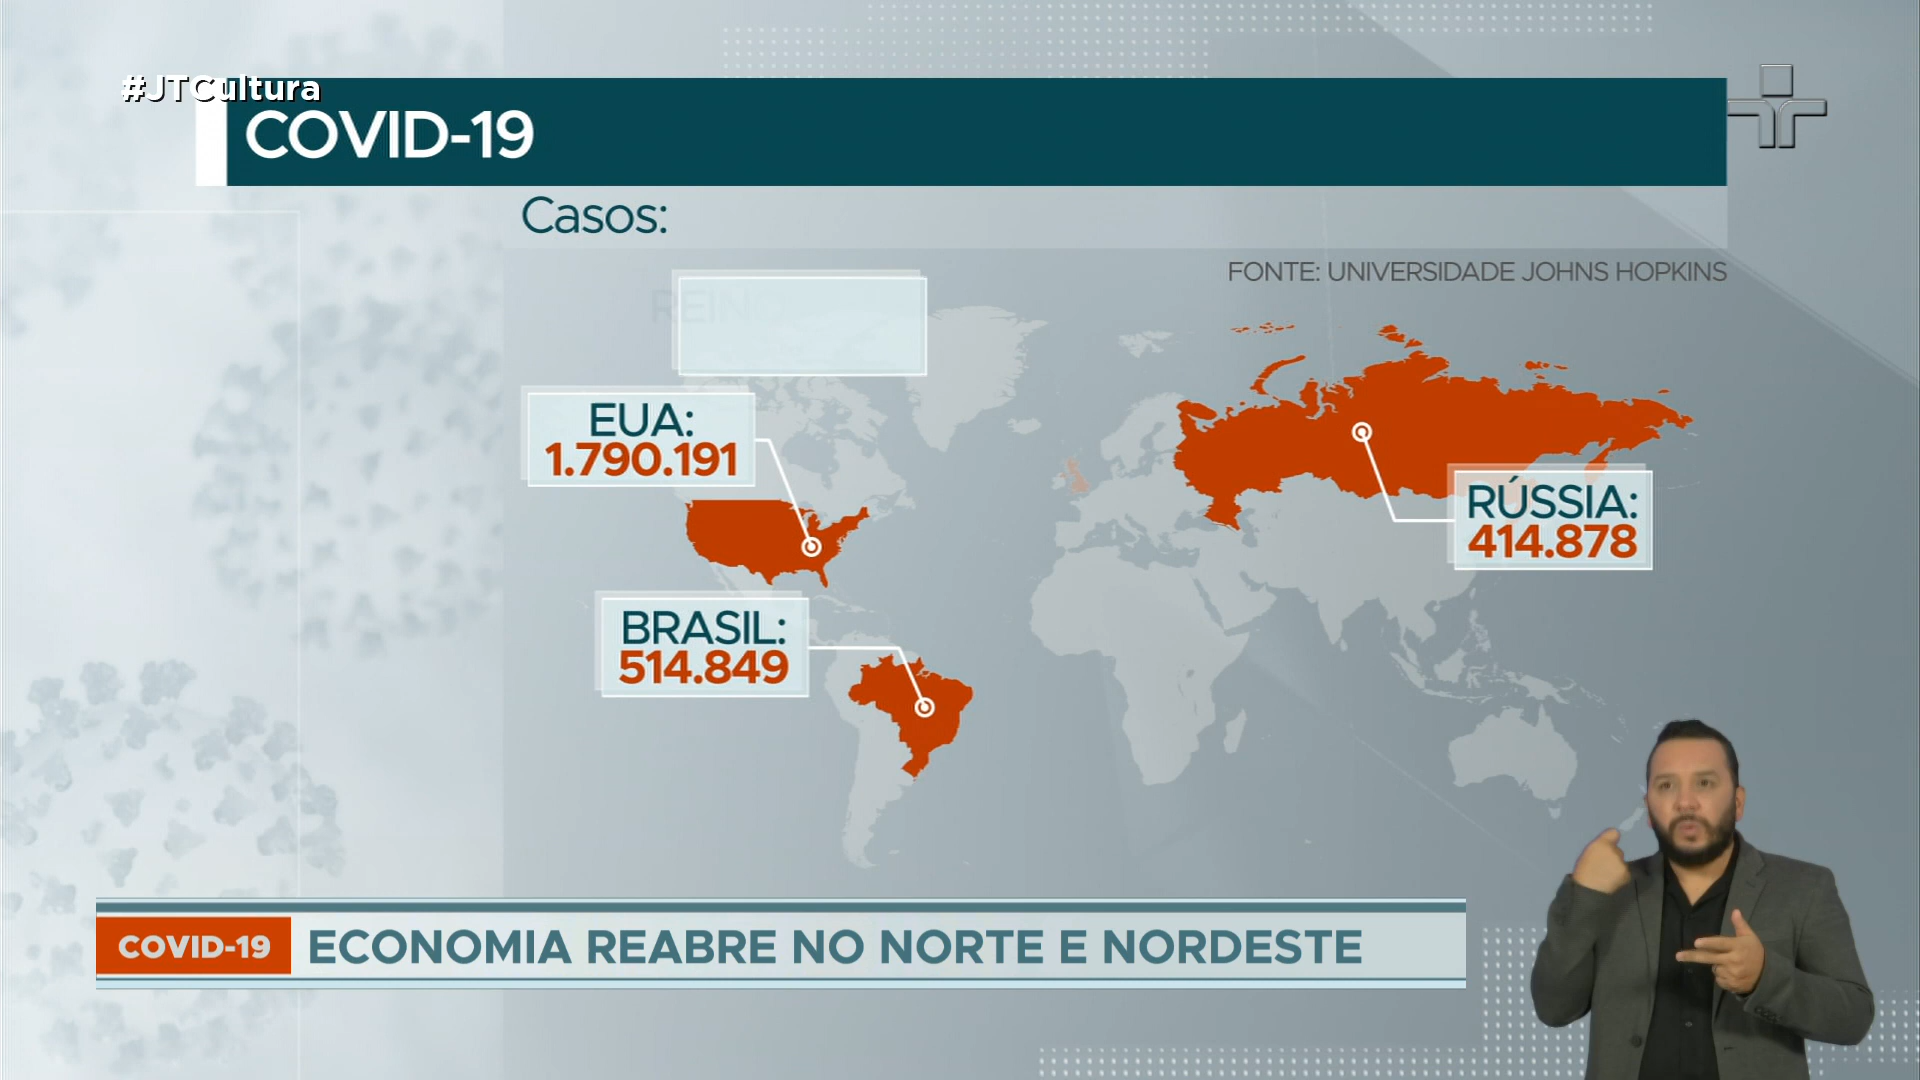 #JTCultura
COVID-19
Casos:
FONTE: UNIVERSIDADE JOHNS HOPKINS
EUA:
1.790.191
RÚSSIA:
414.878
BRASIL:
514.849
COVID-19 ECONOMIA REABRE NO NORTE E NORDESTE